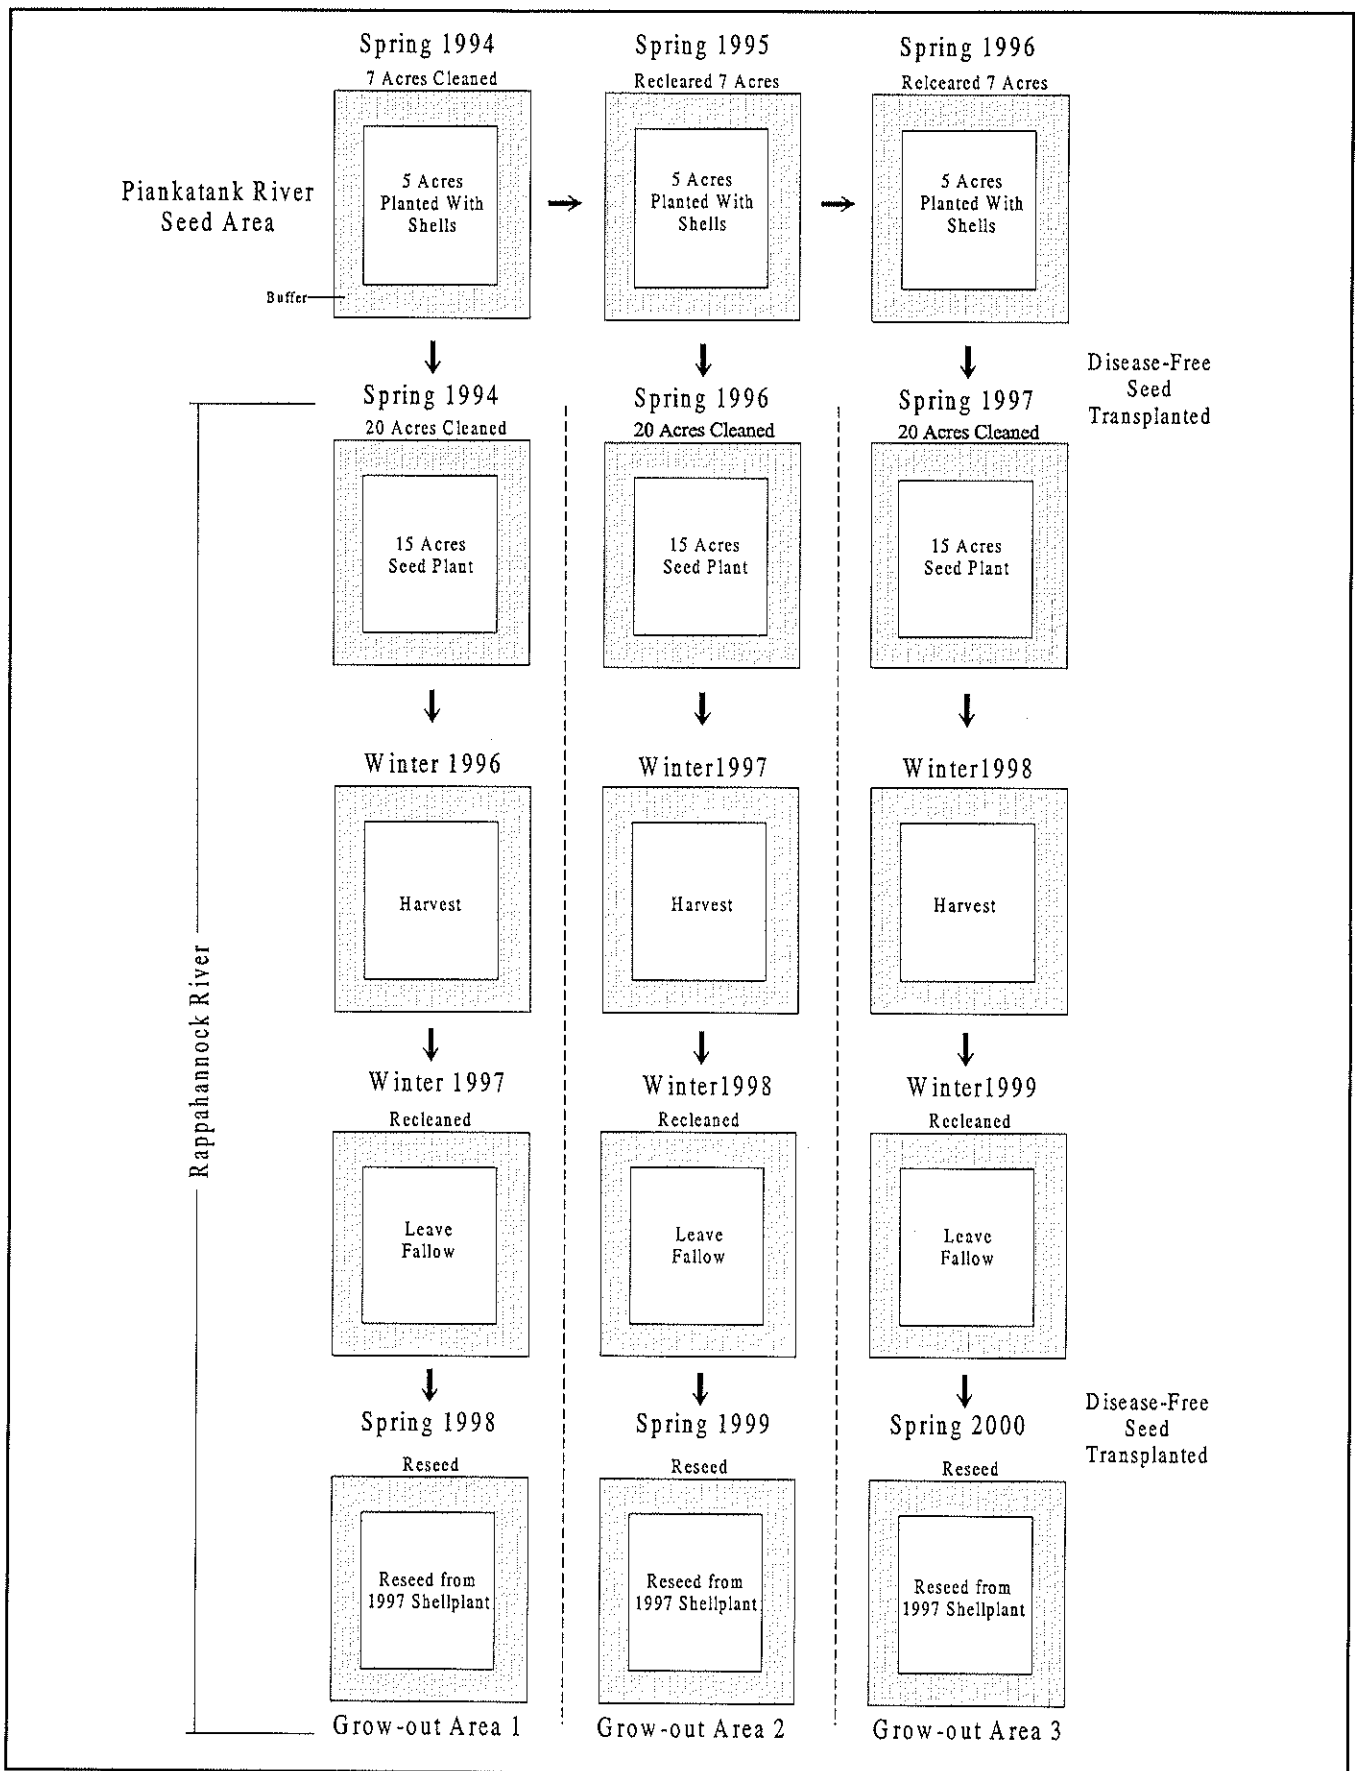 Spring 1994
Spring 1995
Spring 1996
7 Acres Cleaned
Recleared 7 Acres
Relceared 7 Acres
Piankatank River
Seed Area
5 Acres
Planted With
Shells
5 Acres
Planted With
Shells
5 Acres
Planted With
Shells
Buffer
Disease-Free
Seed
Transplanted
Spring 1994
Spring 1996
Spring 1997
20 Acres Cleaned
20 Acres Cleaned
20 Acres Cleaned
15 Acres
Seed Plant
15 Acres
Seed Plant
15 Acres
Seed Plant
Winter 1996
Winter1997
Winter1998
Harvest
Harvest
Harvest
Rappahannock River
Winter 1997
Winter1998
Winter1999
Recleaned
Recleaned
Recleaned
Leave
Fallow
Leave
Fallow
Leave
Fallow
Disease-Free
Seed
Transplanted
Spring 1998
Spring 1999
Spring 2000
Reseed
Reseed
Reseed
Reseed from
1997 Shellplant
Reseed from
1997 Shellplant
Reseed from
1997 Shellplant
Grow-out Area 1
Grow-out Area 2
Grow-out Area 3